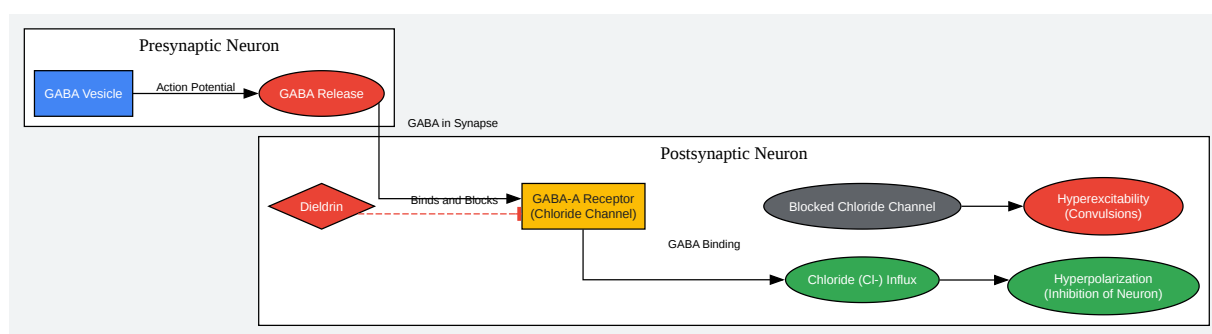 Presynaptic Neuron
GABA Vesicle
Action Potential
GABA Release
GABA in Synapse
Postsynaptic Neuron
Dieldrin
Binds and Blocks
GABA-A Receptor
(Chloride Channel)
Blocked Chloride Channel
Hyperexcitability
(Convulsions)
GABA Binding
Chloride (Cl-) Influx
Hyperpolarization
(Inhibition of Neuron)